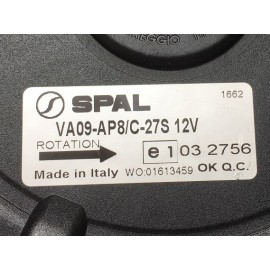 SPAL
1662
VA09-AP8/C-27S 12V
ROTATION
e1 03 2756
Made in Italy WO:01613459 OK Q.C.